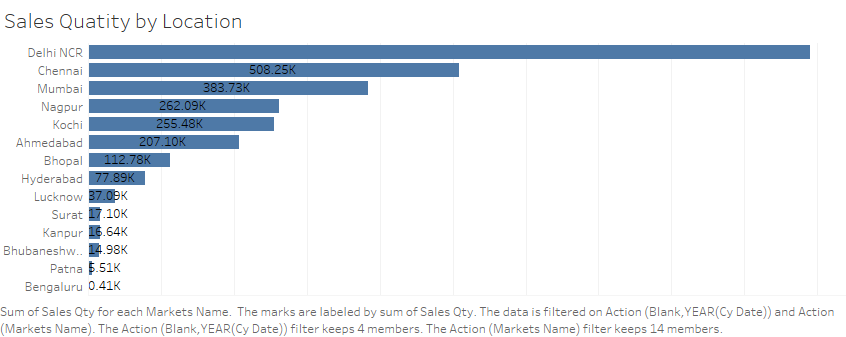 Sales Quatity by Location
Delhi NCR
Chennai 508.25K
Mumbai 383.73K
Nagpur 262.09K
Kochi 255.48K
Ahmedabad 207.10K
Bhopal 112.78K
Hyderabad 77.89K
Lucknow 37.09K
Surat 17.10K
Kanpur 16.64K
Bhubaneshw.. 14.98K
Patna 5.51K
Bengaluru 0.41K
Sum of Sales Qty for each Markets Name. The marks are labeled by sum of Sales Qty. The data is filtered on Action (Blank,YEAR(Cy Date)) and Action
(Markets Name). The Action (Blank,YEAR(Cy Date)) filter keeps 4 members. The Action (Markets Name) filter keeps 14 members.